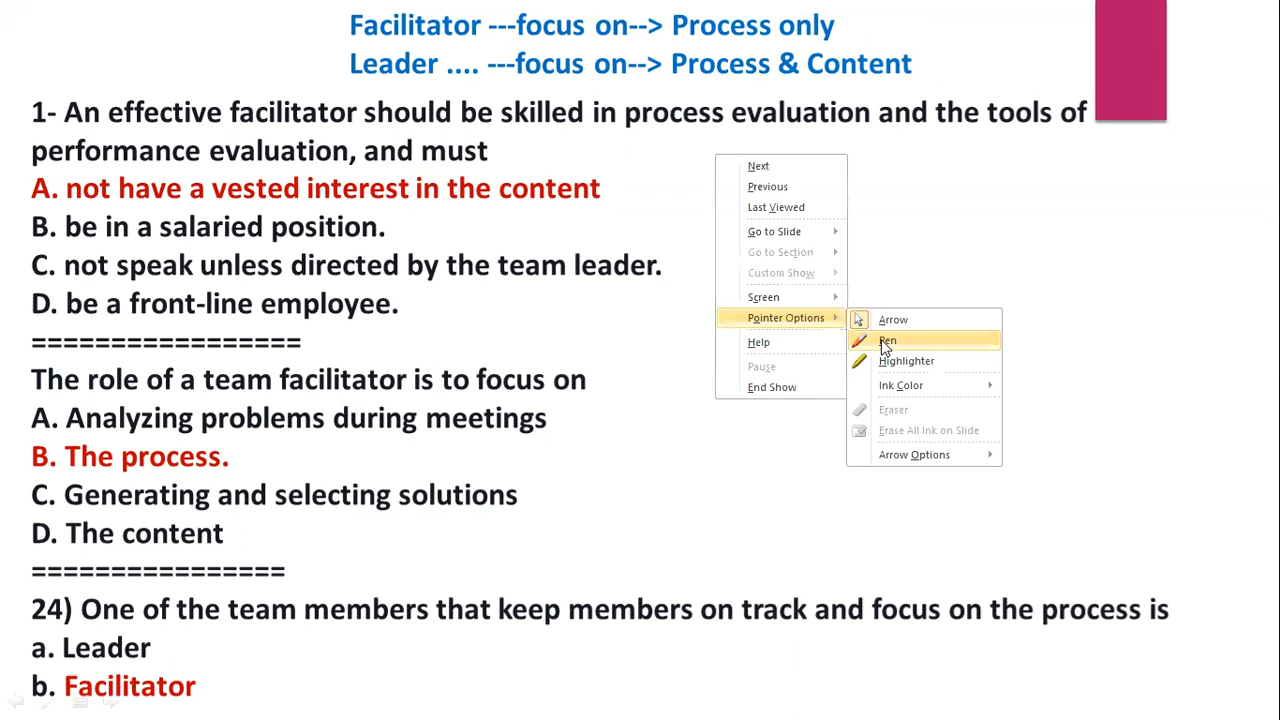 Facilitator ---focus on--> Process only
Leader .... ---focus on--> Process & Content
1- An effective facilitator should be skilled in process evaluation and the tools of
performance evaluation, and must
A. not have a vested interest in the content
B. be in a salaried position.
C. not speak unless directed by the team leader.
D. be a front-line employee.
=================
The role of a team facilitator is to focus on
A. Analyzing problems during meetings
B. The process.
C. Generating and selecting solutions
D. The content
================
24) One of the team members that keep members on track and focus on the process is
a. Leader
b. Facilitator
Next
Previous
Last Viewed
Go to Slide
Go to Section
Custom Show
Screen
Pointer Options
Help
Pause
End Show
Arrow
Pen
Highlighter
Ink Color
Eraser
Erase All Ink on Slide
Arrow Options